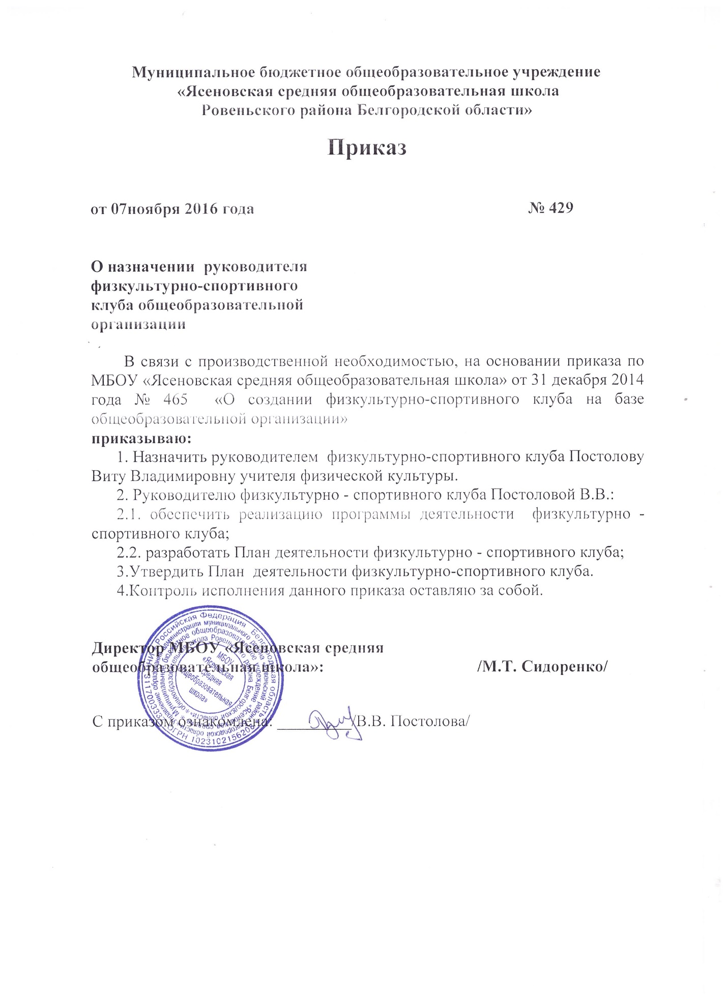 Муниципальное бюджетное общеобразовательное учреждение
«Ясеновская средняя общеобразовательная школа
Ровеньского района Белгородской области»
Приказ
от 07ноября 2016 года № 429
О назначении руководителя
физкультурно-спортивного
клуба общеобразовательной
организации
В связи с производственной необходимостью, на основании приказа по
МБОУ «Ясеновская средняя общеобразовательная школа» от 31 декабря 2014
года № 465 «О создании физкультурно-спортивного клуба на базе
общеобразовательной организации»
приказываю:
1. Назначить руководителем физкультурно-спортивного клуба Постолову
Виту Владимировну учителя физической культуры.
2. Руководителю физкультурно - спортивного клуба Постоловой В.В.:
2.1. обеспечить реализацию программы деятельности физкультурно -
спортивного клуба;
2.2. разработать План деятельности физкультурно - спортивного клуба;
3.Утвердить План деятельности физкультурно-спортивного клуба.
4.Контроль исполнения данного приказа оставляю за собой.
Директор МБОУ «Ясеновская средняя
общеобразовательная школа»: /М.Т. Сидоренко/
С приказом ознакомлена: /В.В. Постолова/
Российская Федерация Белгородская область
МБОУ
«Ясеновская
средняя
общеобразовательная
школа»